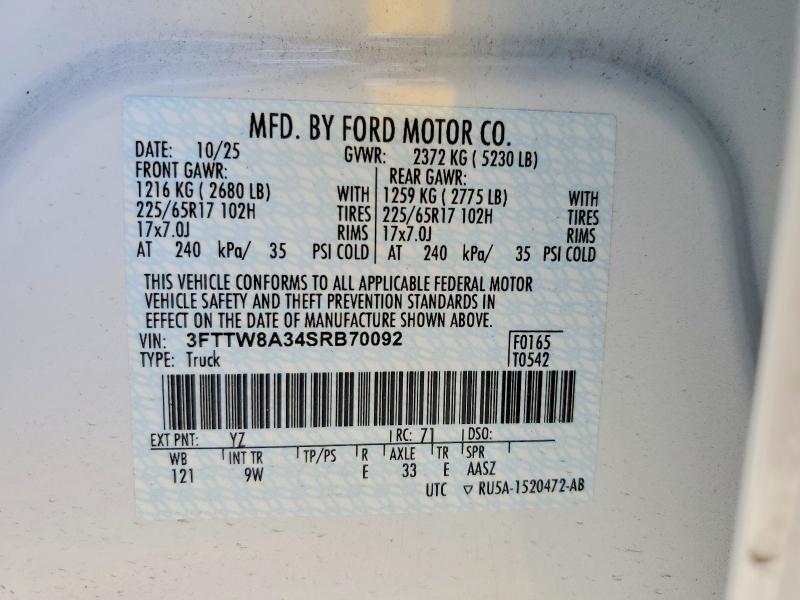 MFD. BY FORD MOTOR CO.
DATE: 10/25 GVWR: 2372 KG ( 5230 LB)
FRONT GAWR: REAR GAWR:
1216 KG ( 2680 LB) WITH 1259 KG ( 2775 LB) WITH
225/65R17 102H TIRES 225/65R17 102H TIRES
17x7.0J RIMS 17x7.0J RIMS
AT 240 kPa/ 35 PSI COLD AT 240 kPa/ 35 PSI COLD
THIS VEHICLE CONFORMS TO ALL APPLICABLE FEDERAL MOTOR
VEHICLE SAFETY AND THEFT PREVENTION STANDARDS IN
EFFECT ON THE DATE OF MANUFACTURE SHOWN ABOVE.
VIN: 3FTTW8A34SRB70092 F0165
TYPE: Truck T0542
EXT PNT: YZ RC: 71 DSO:
WB INT TR TP/PS R AXLE TR SPR
121 9W E 33 E AASZ
UTC ▽ RU5A-1520472-AB